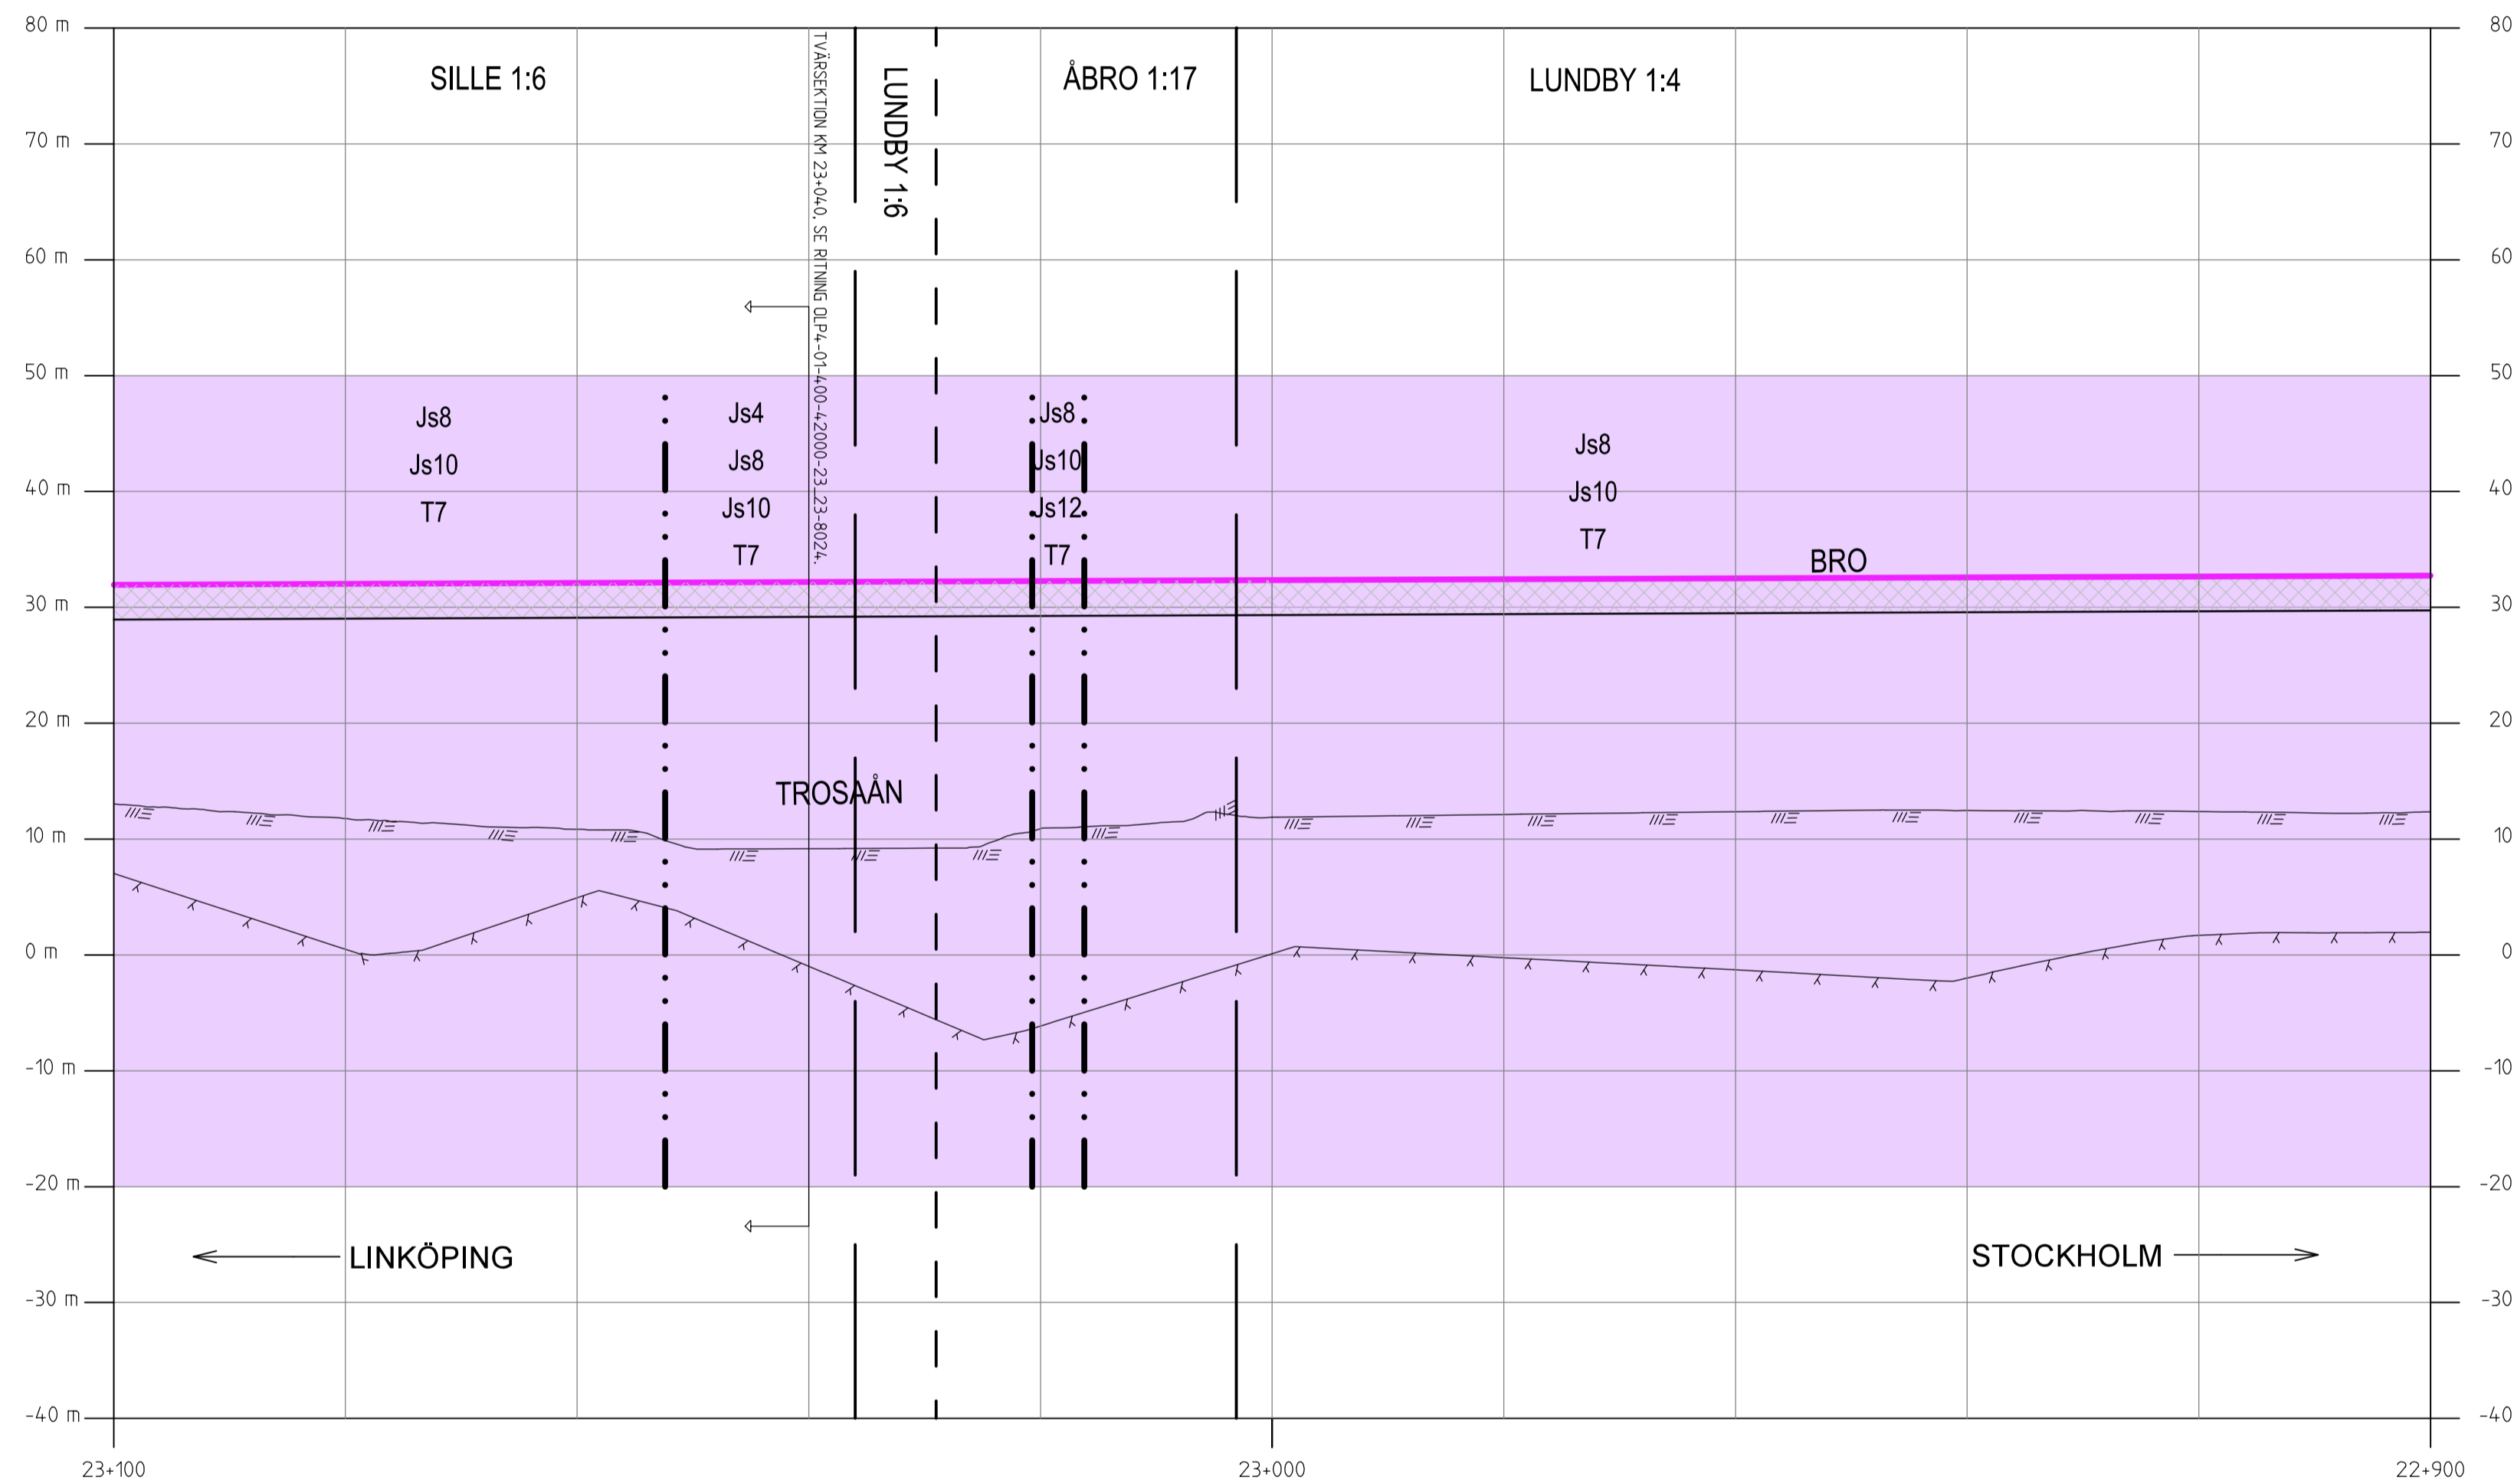 80 m
80
SILLE 1:6
TVÄRSEKTION KM 23+040, SE RITNING OLP4-01-400-42000-23_23-8024.
LUNDBY 1:6
ÅBRO 1:17
LUNDBY 1:4
70 m
70
60 m
60
50 m
50
Js8
Js10
T7
Js4
Js8
Js10
T7
Js8
Js10
Js12
T7
Js8
Js10
T7
40 m
40
BRO
30 m
30
20 m
20
TROSAÅN
10 m
10
0 m
0
-10 m
-10
-20 m
-20
LINKÖPING
STOCKHOLM
-30 m
-30
-40 m
-40
23+100
23+000
22+900